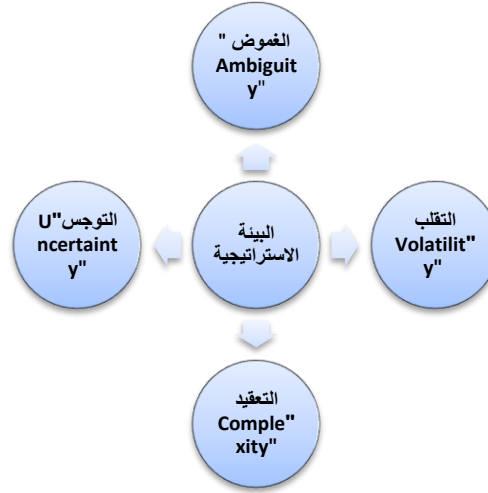 الغموض "
Ambiguit
y"
التوجس"U
ncertaint
y"
البيئة
الاستراتيجية
التقلب
Volatilit"
y"
التعقيد
Comple"
xity"